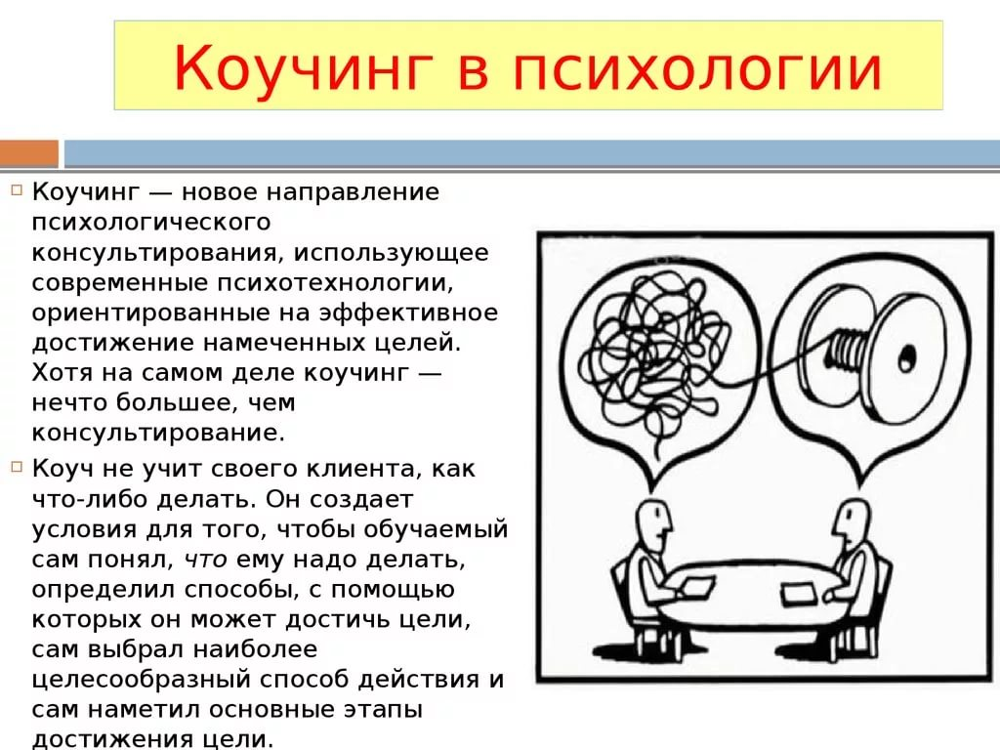 Коучинг в психологии
Коучинг — новое направление
психологического
консультирования, использующее
современные психотехнологии,
ориентированные на эффективное
достижение намеченных целей.
Хотя на самом деле коучинг —
нечто большее, чем
консультирование.
Коуч не учит своего клиента, как
что-либо делать. Он создает
условия для того, чтобы обучаемый
сам понял, что ему надо делать,
определил способы, с помощью
которых он может достичь цели,
сам выбрал наиболее
целесообразный способ действия и
сам наметил основные этапы
достижения цели.